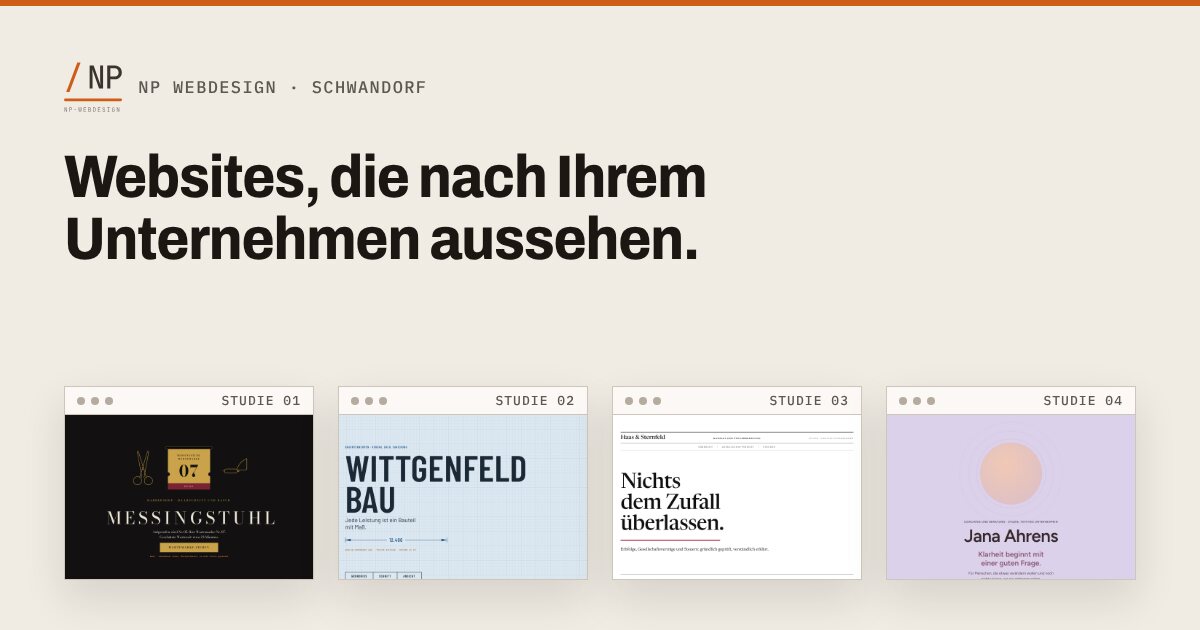 / NP
NP-WEBDESIGN
NP WEBDESIGN · SCHWANDORF
Websites, die nach Ihrem
Unternehmen aussehen.
STUDIE 01
07
MESSINGSTUHL
STUDIE 02
WITTGENFELD
BAU
Jede Leistung ist ein Bauteil
mit Maß.
STUDIE 03
Haas & Sternfeld
Nichts
dem Zufall
überlassen.
STUDIE 04
Jana Ahrens
Klarheit beginnt mit
einer guten Frage.